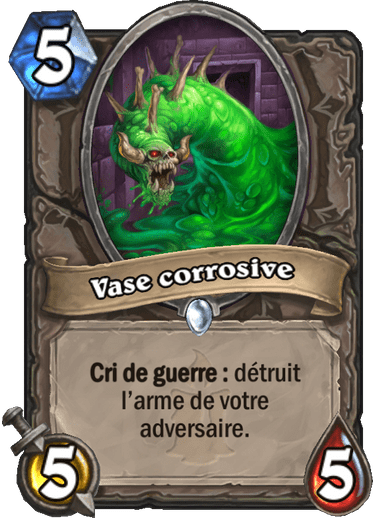 5
Vase corrosive
Cri de guerre : détruit
l'arme de votre
adversaire.
5 5